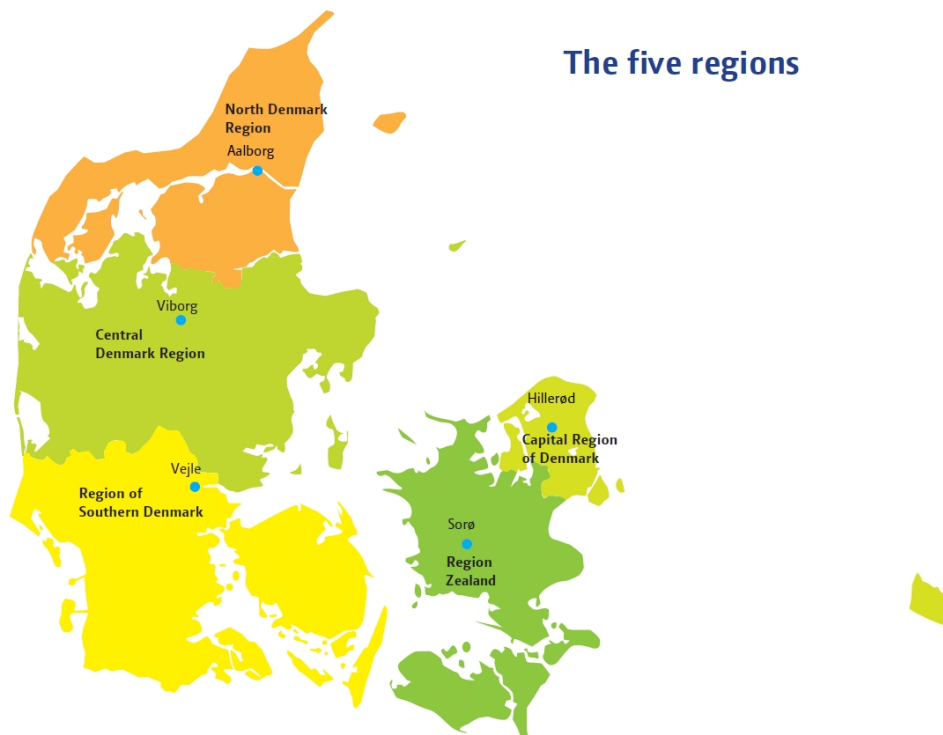 The five regions
North Denmark
Region
Aalborg
Viborg
Central
Denmark Region
Hillerød
Capital Region
of Denmark
Vejle
Region of
Southern Denmark
Sorø
Region
Zealand